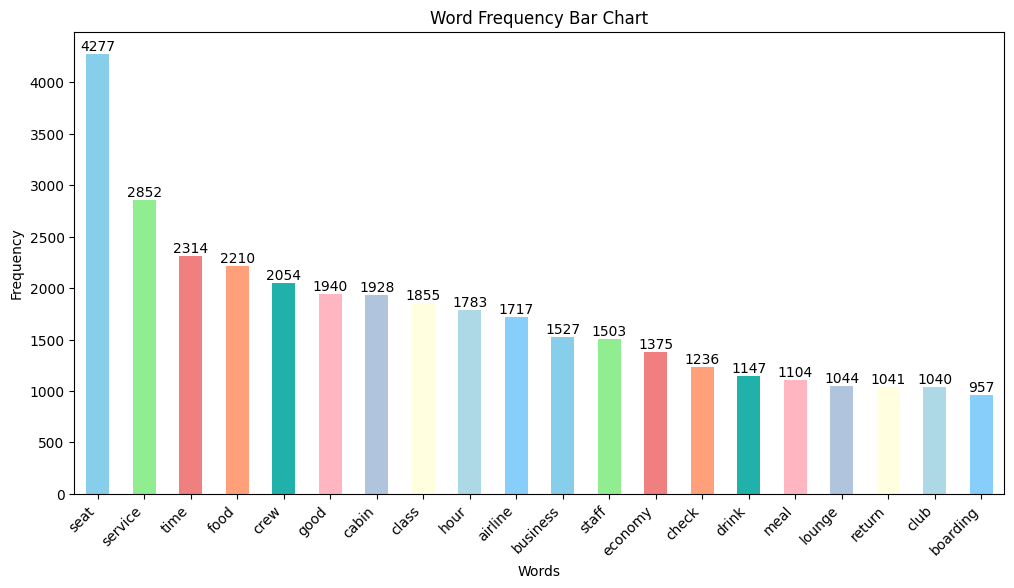 Word Frequency Bar Chart
Frequency
4000
3500
3000
2500
2000
1500
1000
500
0
4277
2852
2314
2210
2054
1940
1928
1855
1783
1717
1527
1503
1375
1236
1147
1104
1044
1041
1040
957
seat
service
time
food
crew
good
cabin
class
hour
airline
business
staff
economy
check
drink
meal
lounge
return
club
boarding
Words